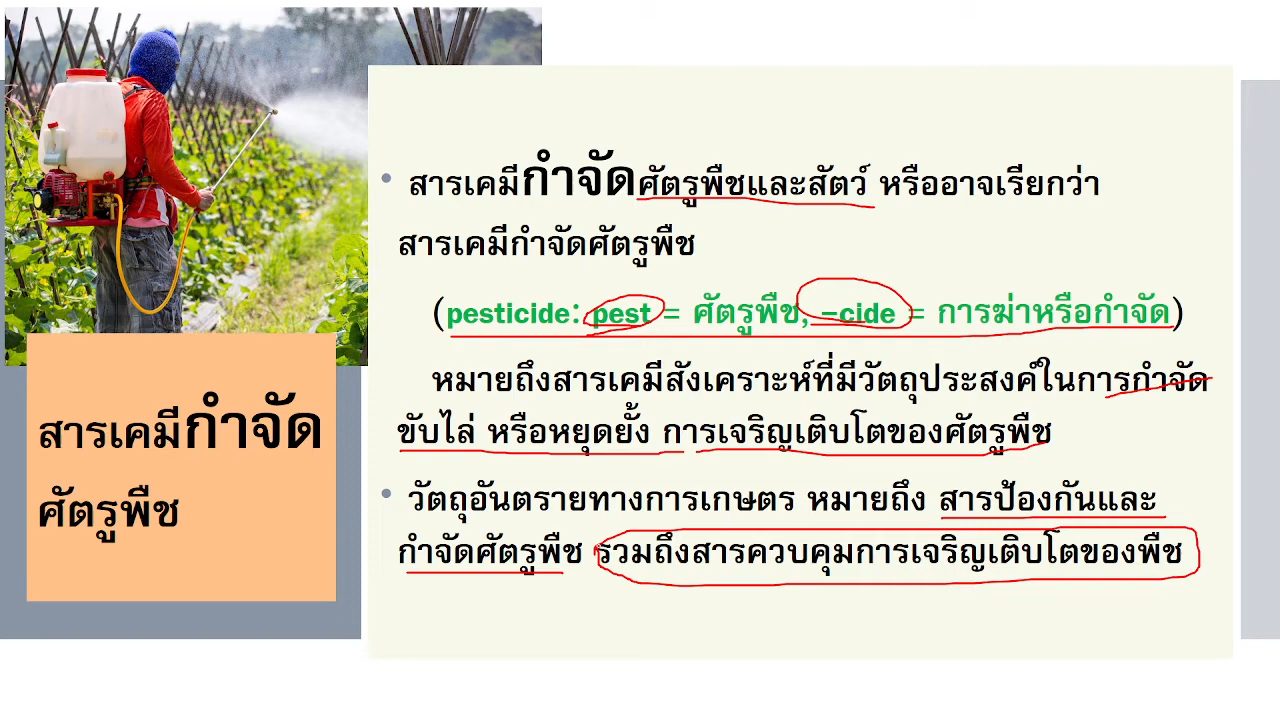 สารเคมีกำจัด
ศัตรูพืช
• สารเคมีกำจัดศัตรูพืชและสัตว์ หรืออาจเรียกว่า
สารเคมีกำจัดศัตรูพืช
(pesticide: pest = ศัตรูพืช, –cide = การฆ่าหรือกำจัด)
หมายถึงสารเคมีสังเคราะห์ที่มีวัตถุประสงค์ในการกำจัด
ขับไล่ หรือหยุดยั้ง การเจริญเติบโตของศัตรูพืช
• วัตถุอันตรายทางการเกษตร หมายถึง สารป้องกันและ
กำจัดศัตรูพืช รวมถึงสารควบคุมการเจริญเติบโตของพืช